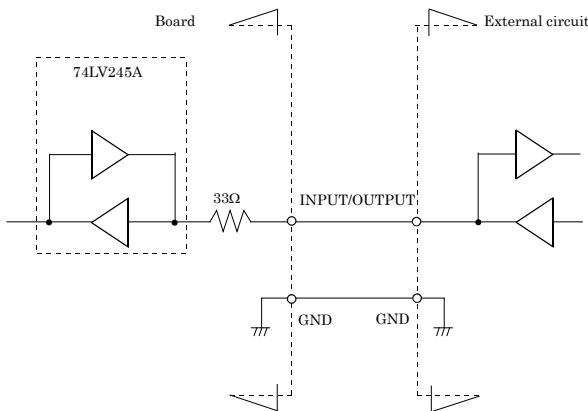 Board
External circuit
74LV245A
33Ω
INPUT/OUTPUT
GND
GND